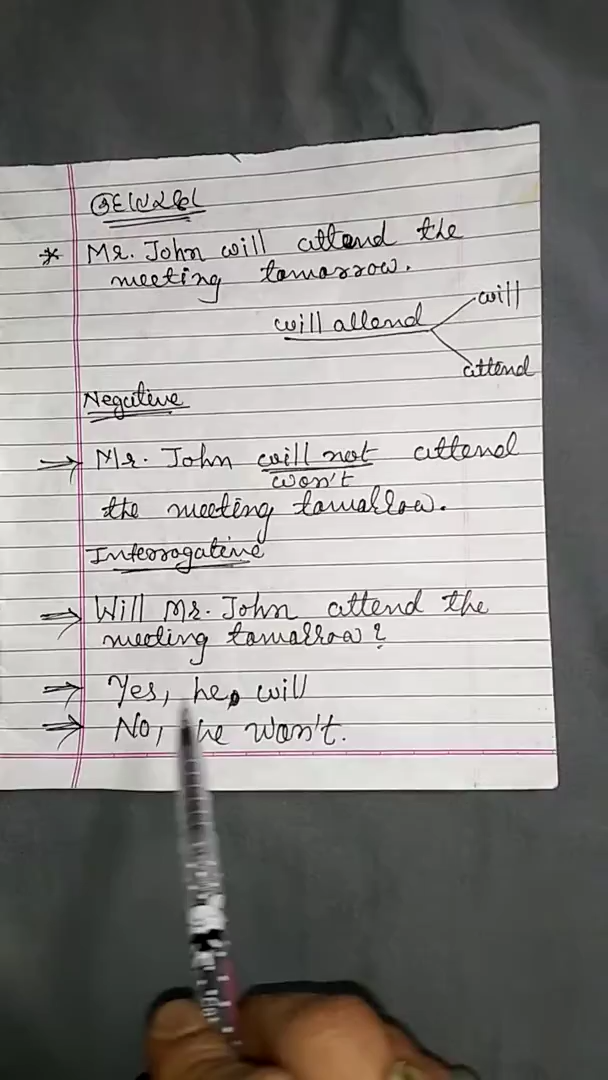 * Mr. John will attend the
meeting tomorrow.
will attend
will
attend
Negative
→ Mr. John will not attend
won't
the meeting tomorrow.
Interrogative
⇒ Will Mr. John attend the
meeting tomorrow?
⇒ Yes, he, will
⇒ No, he won't.